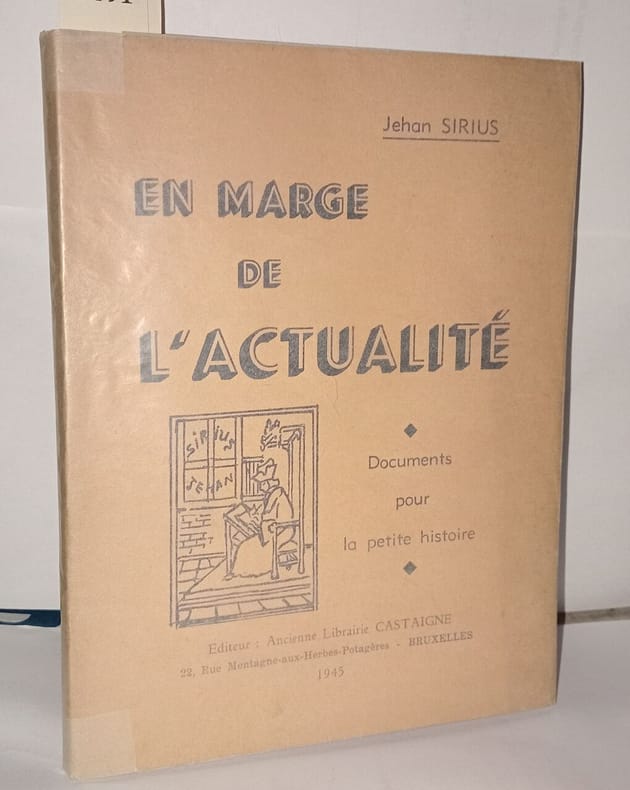 Jehan SIRIUS
EN MARGE
DE
L'ACTUALITÉ
SIRIUS
JEHAN
Documents
pour
la petite histoire
Editeur : Ancienne Librairie CASTAIGNE
22, Rue Montagne-aux-Herbes-Potagères - BRUXELLES
1945